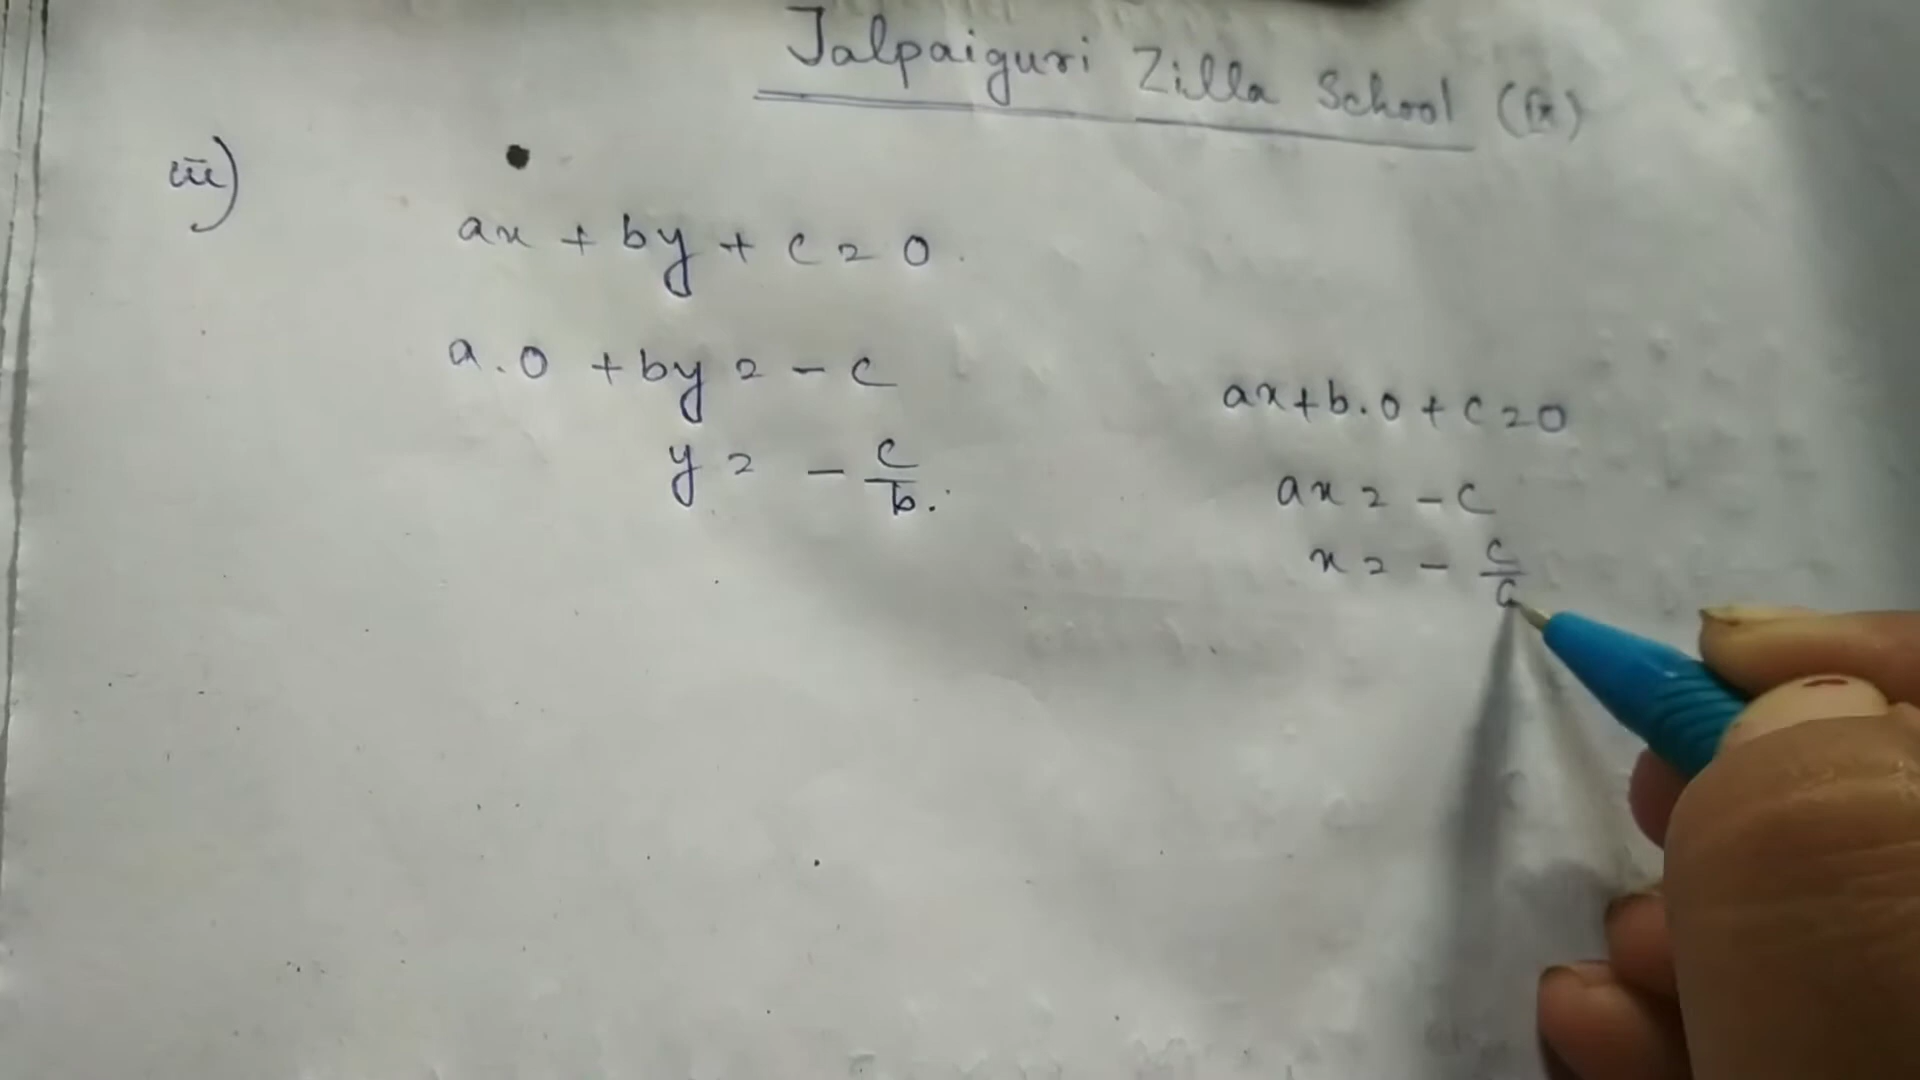 Jalpaiguri Zilla School (IX)
iii)
ax + by + c = 0.
a.0 + by = - c
y = - c/b.
ax + b.0 + c = 0
ax = - c
x = - c/a